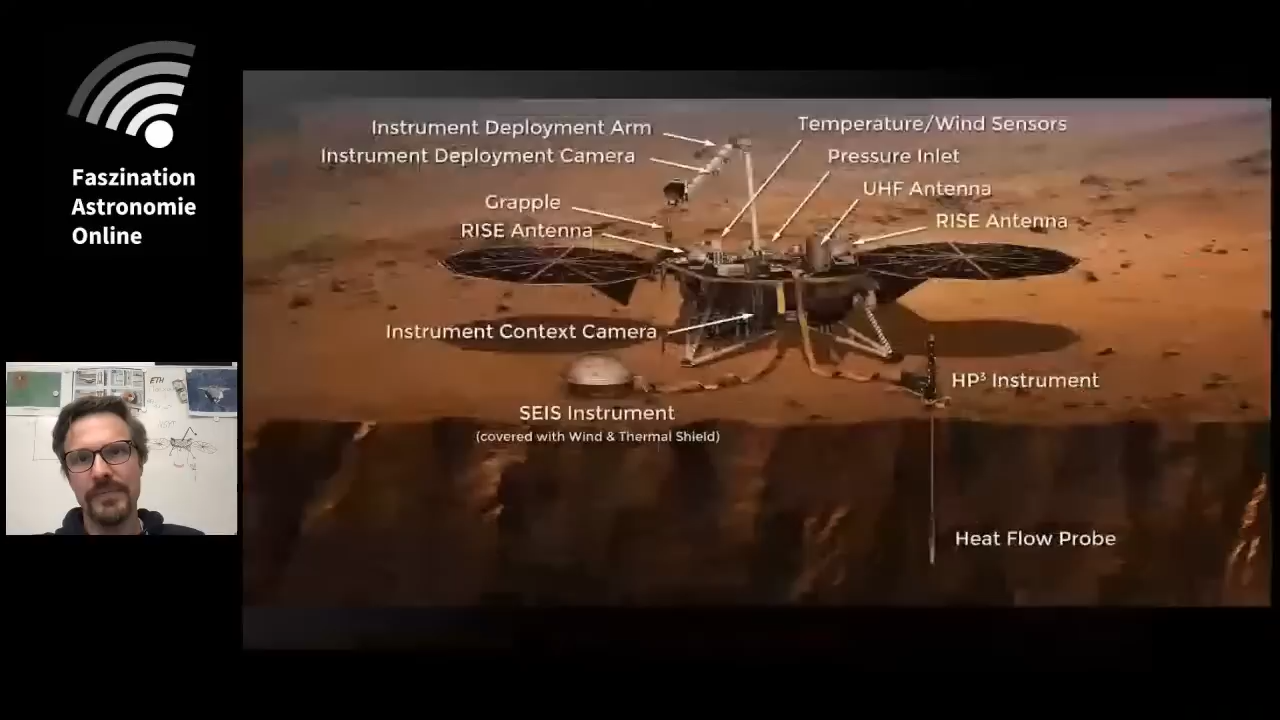 Faszination
Astronomie
Online
Instrument Deployment Arm
Instrument Deployment Camera
Grapple
RISE Antenna
Temperature/Wind Sensors
Pressure Inlet
UHF Antenna
RISE Antenna
Instrument Context Camera
SEIS Instrument
(covered with Wind & Thermal Shield)
HP³ Instrument
Heat Flow Probe
ETH